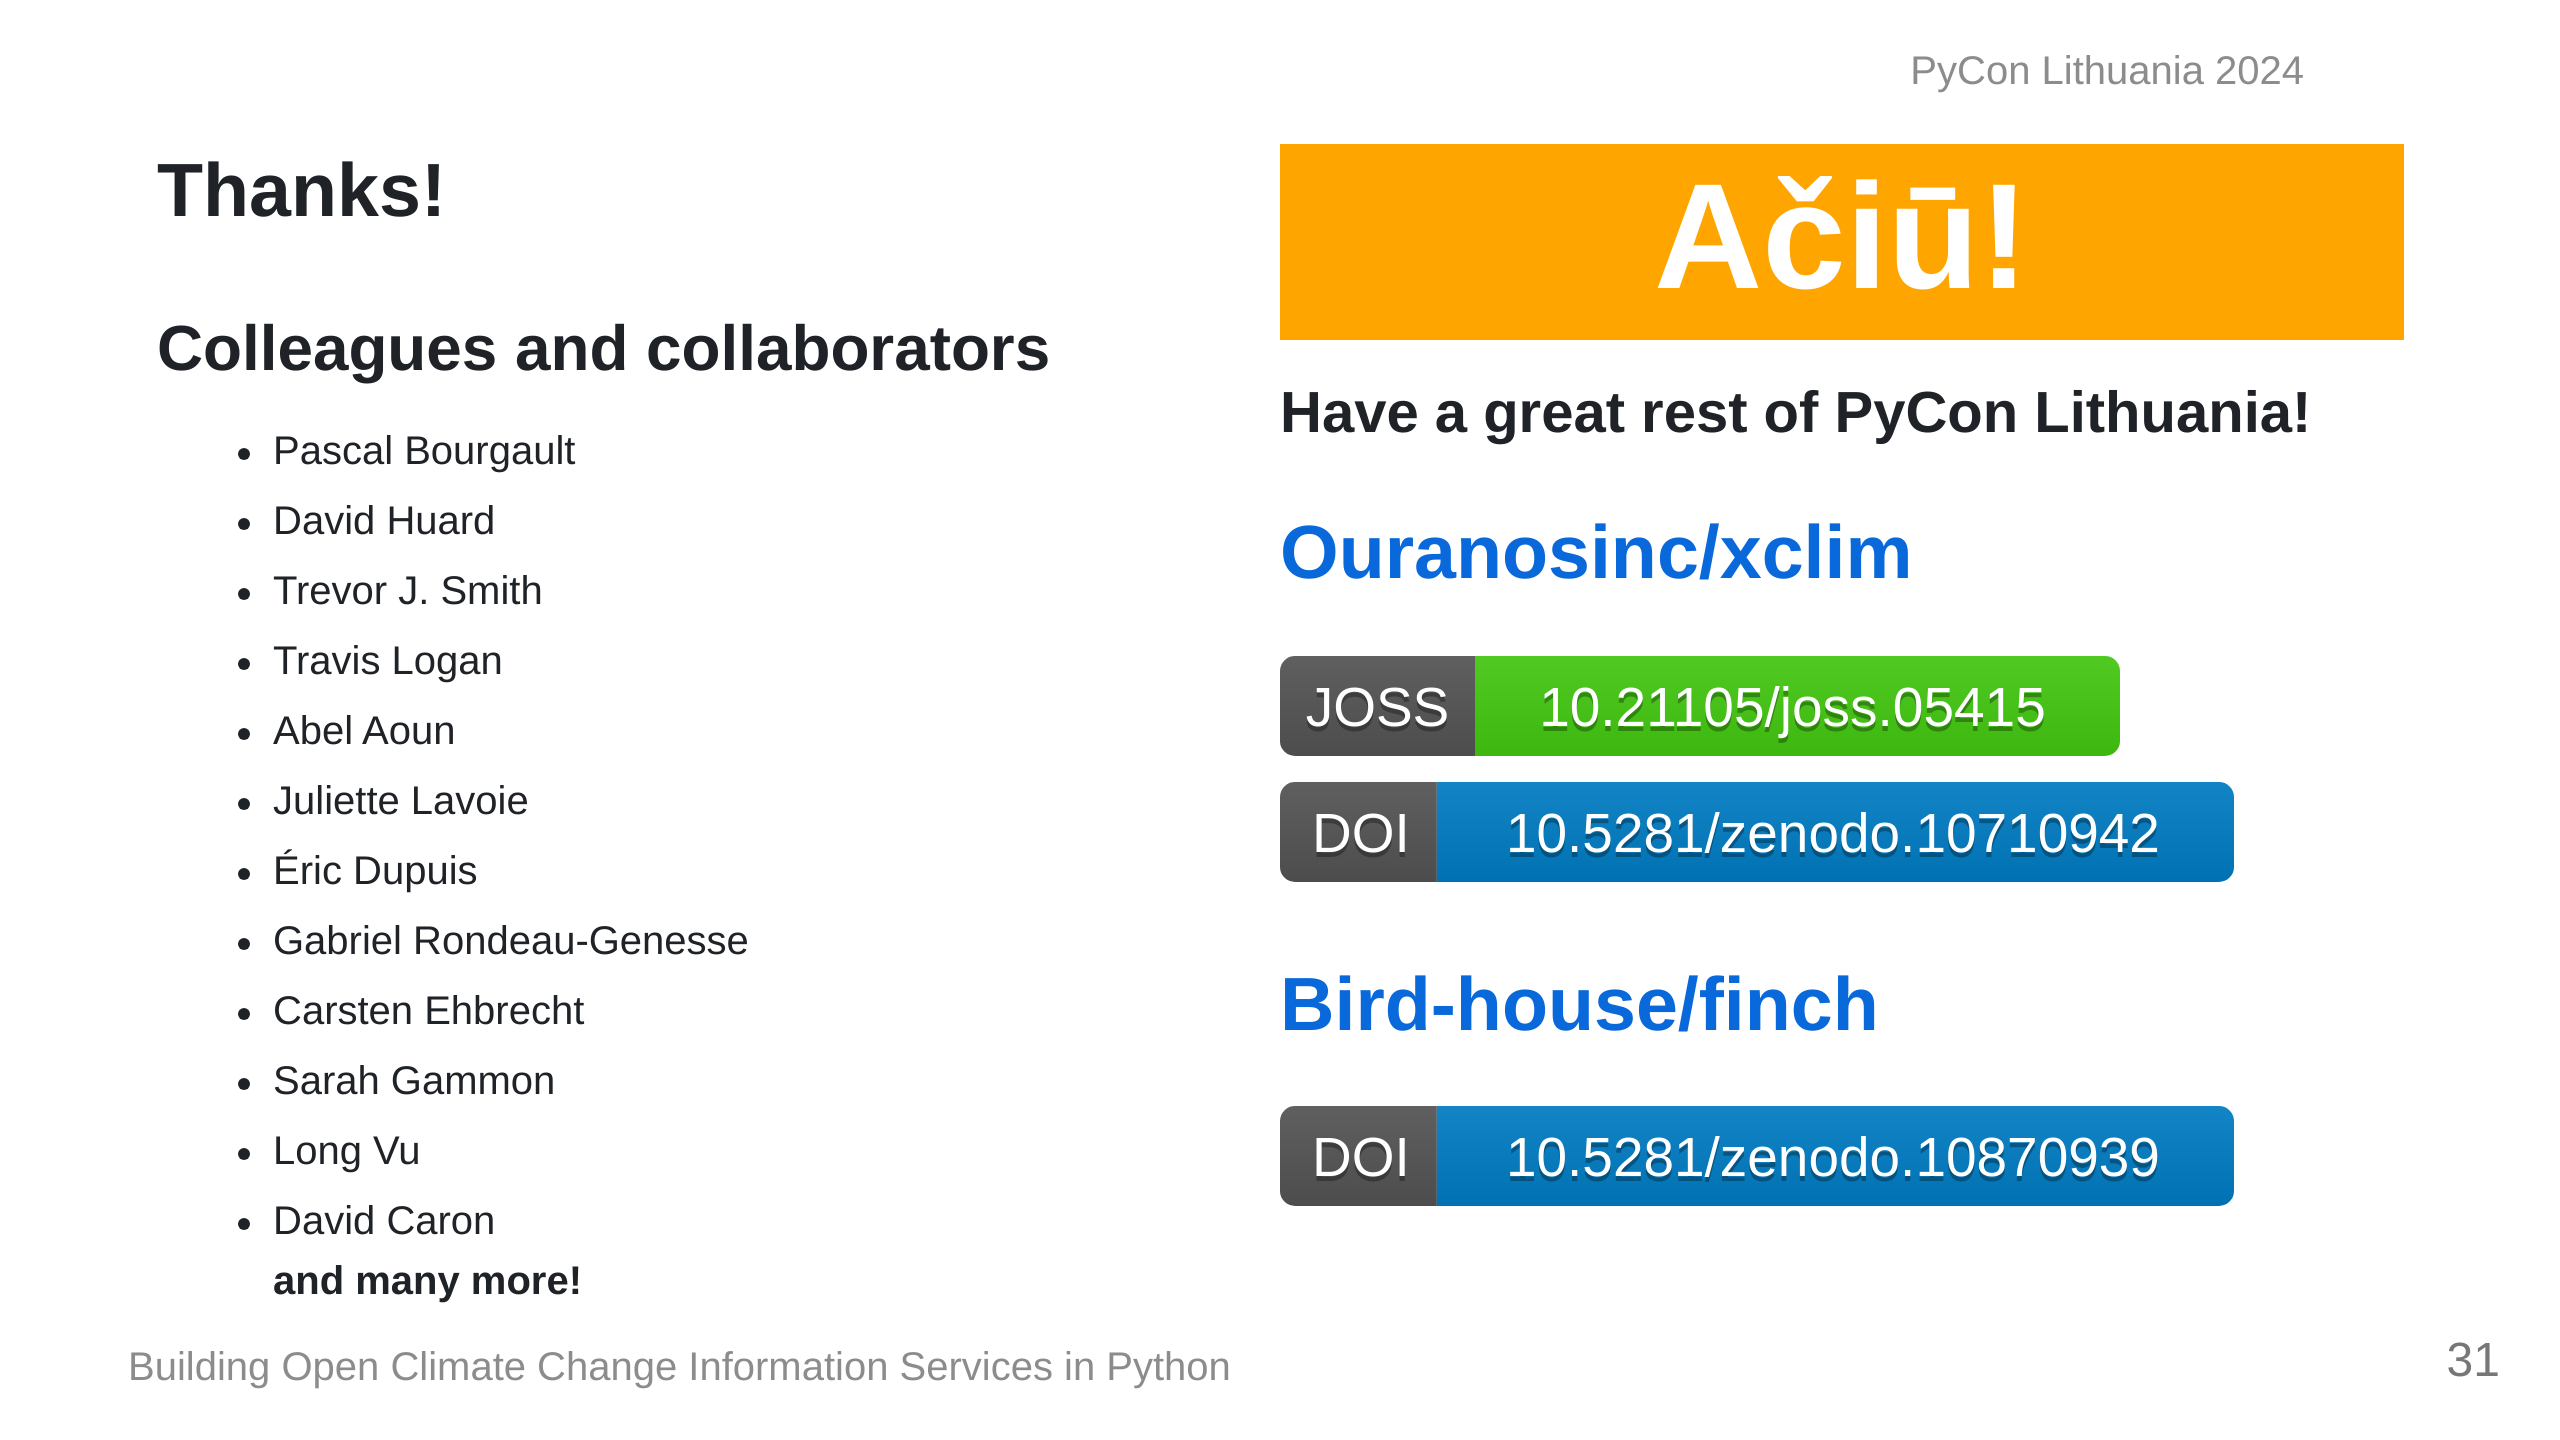 PyCon Lithuania 2024
Thanks!
Colleagues and collaborators
Pascal Bourgault
David Huard
Trevor J. Smith
Travis Logan
Abel Aoun
Juliette Lavoie
Éric Dupuis
Gabriel Rondeau-Genesse
Carsten Ehbrecht
Sarah Gammon
Long Vu
David Caron
and many more!
Ačiū!
Have a great rest of PyCon Lithuania!
Ouranosinc/xclim
JOSS 10.21105/joss.05415
DOI 10.5281/zenodo.10710942
Bird-house/finch
DOI 10.5281/zenodo.10870939
Building Open Climate Change Information Services in Python
31